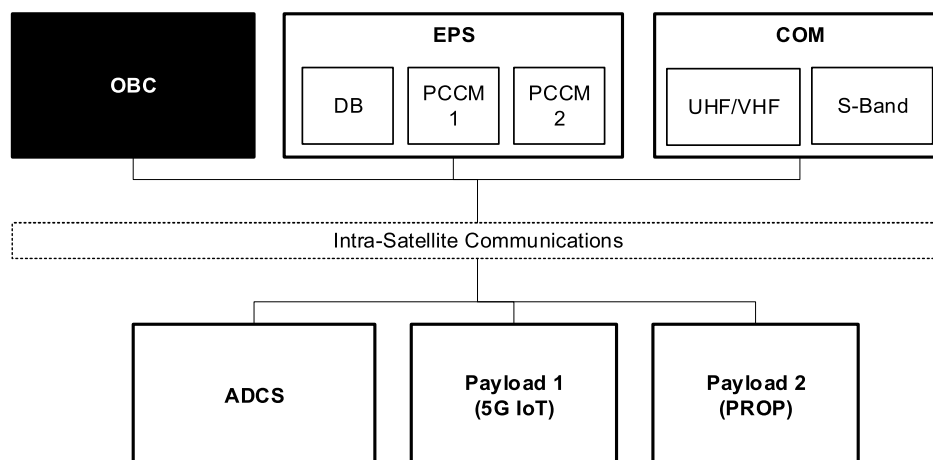 OBC
EPS
DB
PCCM
1
PCCM
2
COM
UHF/VHF
S-Band
Intra-Satellite Communications
ADCS
Payload 1
(5G IoT)
Payload 2
(PROP)